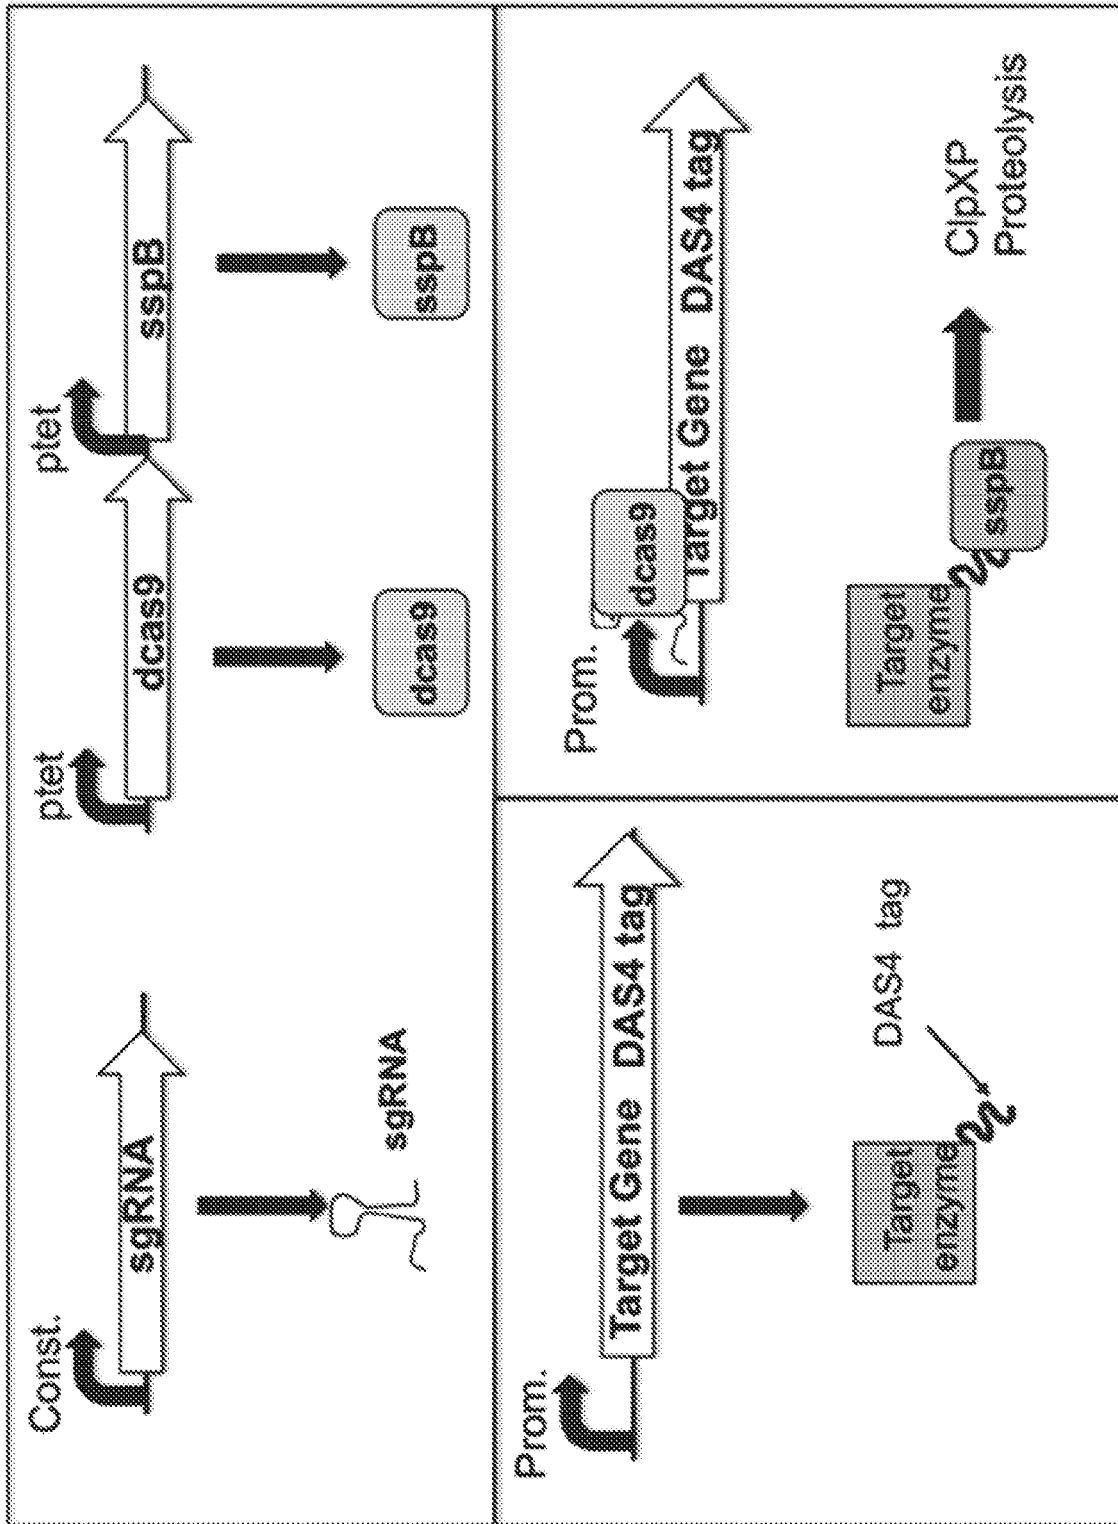 Const.
sgRNA
sgRNA
ptet
dcas9
dcas9
ptet
sspB
sspB
Prom.
Target Gene DAS4 tag
Target
enzyme
DAS4 tag
Prom.
dcas9
Target Gene DAS4 tag
Target
enzyme
sspB
ClpXP
Proteolysis